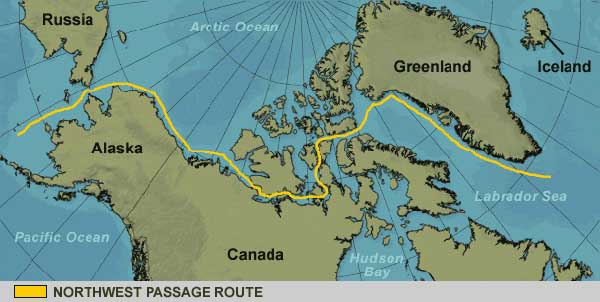 Russia
Arctic Ocean
Greenland
Iceland
Alaska
Labrador Sea
Pacific Ocean
Canada
Hudson
Bay
NORTHWEST PASSAGE ROUTE